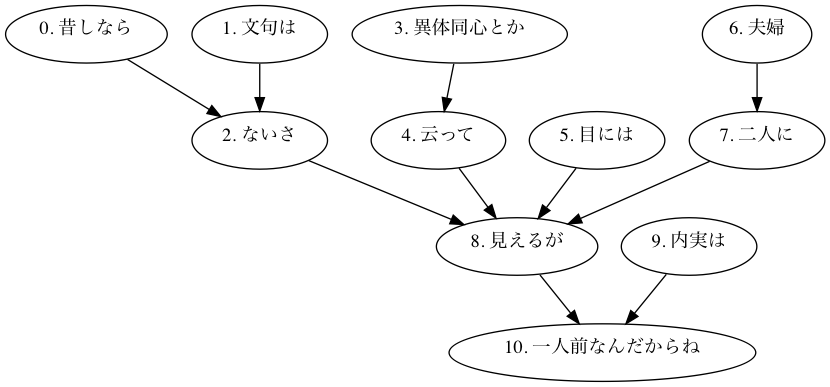 0. 昔しなら
1. 文句は
3. 異体同心とか
6. 夫婦
2. ないさ
4. 云って
5. 目には
7. 二人に
8. 見えるが
9. 内実は
10. 一人前なんだからね